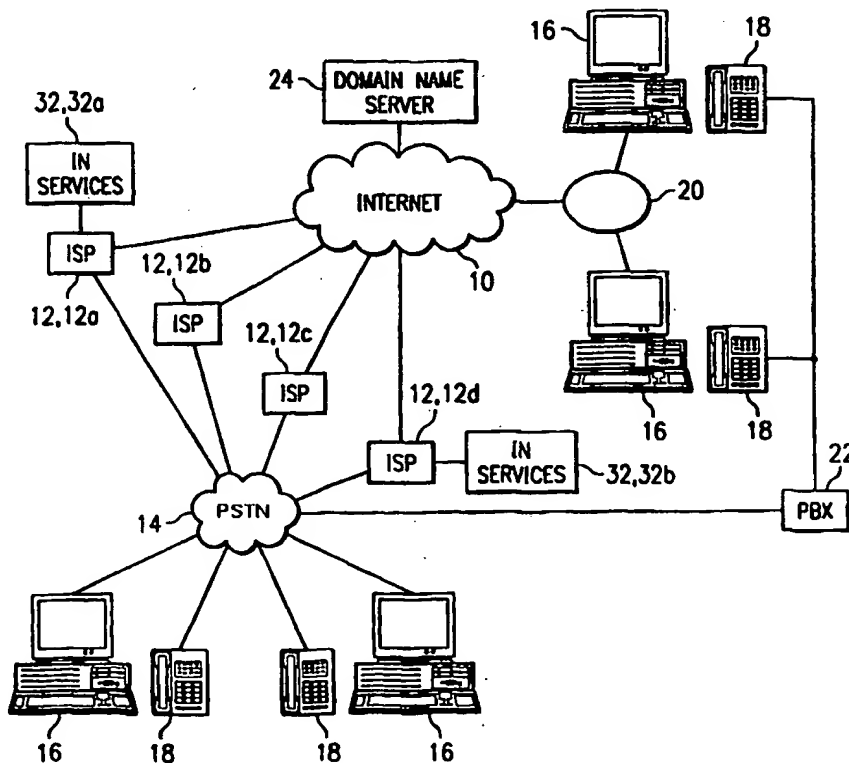 16
18
24
DOMAIN NAME
SERVER
32,32a
IN
SERVICES
INTERNET
20
ISP
12,12b
10
12,12a
ISP
12,12c
ISP
12,12d
16
18
ISP
IN
SERVICES
32,32b
22
14
PSTN
PBX
16
18
18
16